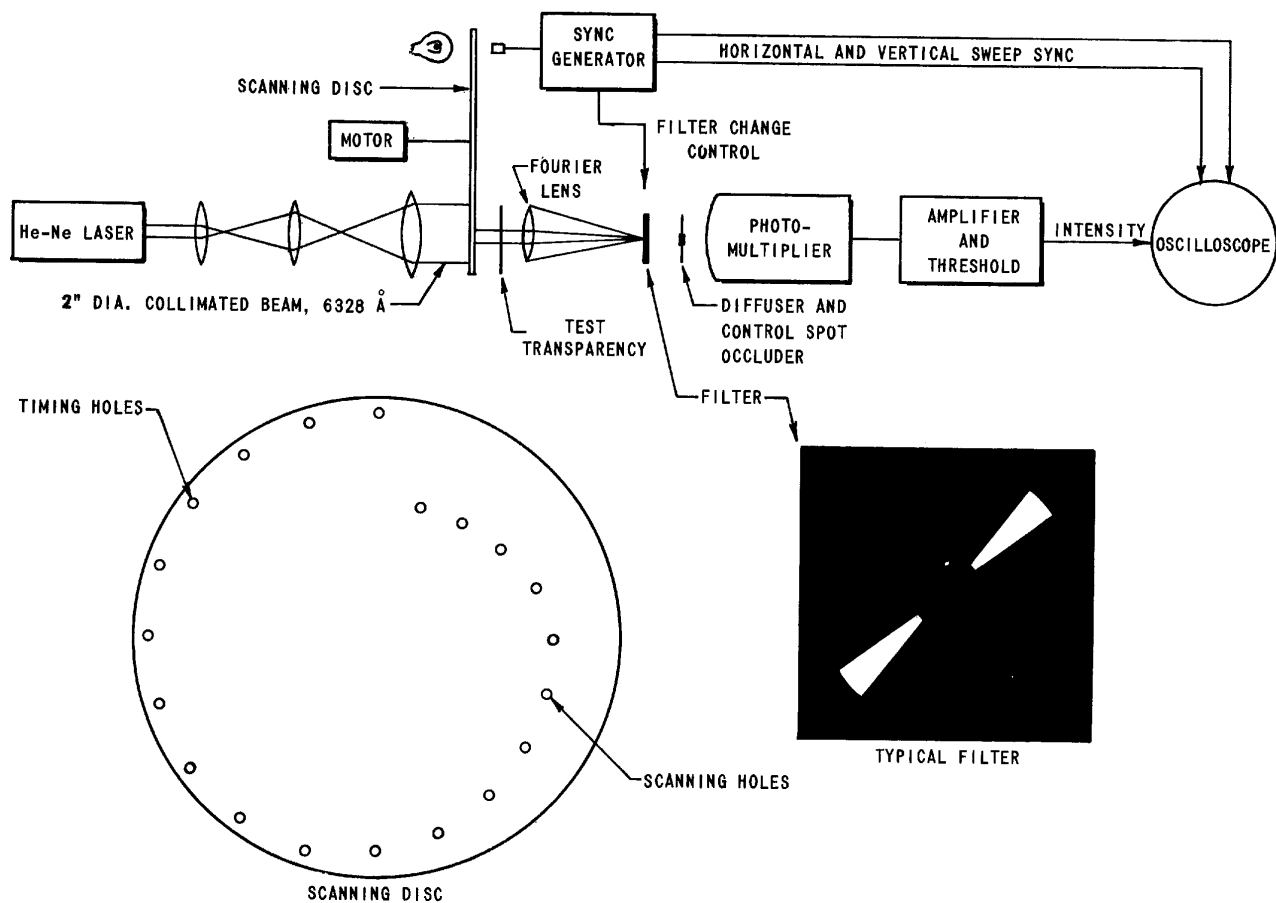 SYNC
GENERATOR
HORIZONTAL AND VERTICAL SWEEP SYNC
SCANNING DISC
MOTOR
FILTER CHANGE
CONTROL
FOURIER
LENS
He-Ne LASER
PHOTO-
MULTIPLIER
AMPLIFIER
AND
THRESHOLD
INTENSITY
OSCILLOSCOPE
2" DIA. COLLIMATED BEAM, 6328 Å
TEST
TRANSPARENCY
DIFFUSER AND
CONTROL SPOT
OCCLUDER
FILTER
TIMING HOLES
TYPICAL FILTER
SCANNING HOLES
SCANNING DISC